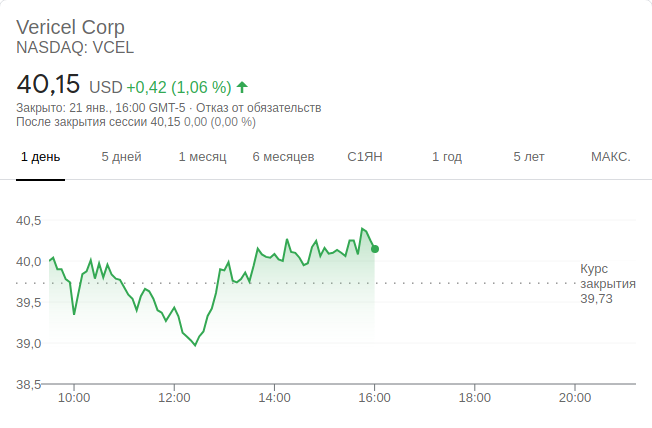 Vericel Corp
NASDAQ: VCEL
40,15 USD +0,42 (1,06 %)
Закрыто: 21 янв., 16:00 GMT-5 · Отказ от обязательств
После закрытия сессии 40,15 0,00 (0,00 %)
1 день 5 дней 1 месяц 6 месяцев С1ЯН 1 год 5 лет МАКС.
40,5
40,0
39,5
39,0
38,5
Курс
закрытия
39,73
10:00 12:00 14:00 16:00 18:00 20:00